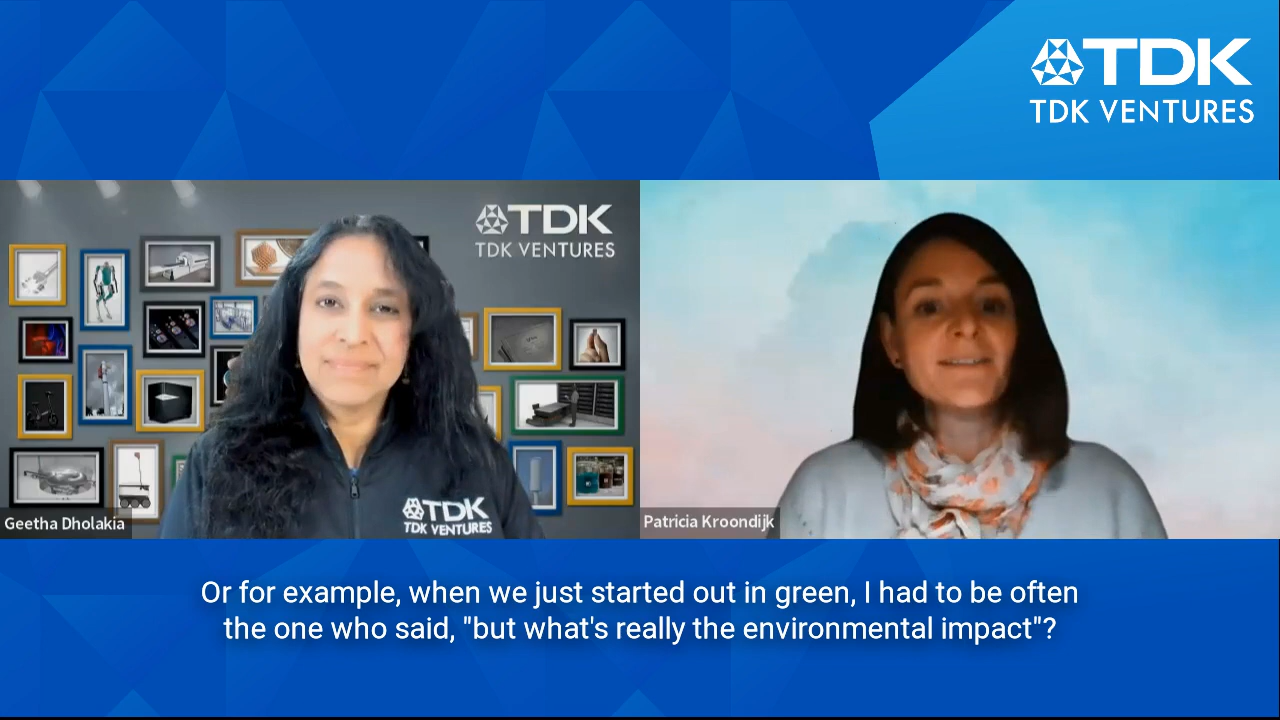 TDK
TDK VENTURES
TDK
TDK VENTURES
TDK
TDK VENTURES
Geetha Dholakia
Patricia Kroondijk
Or for example, when we just started out in green, I had to be often
the one who said, "but what's really the environmental impact"?